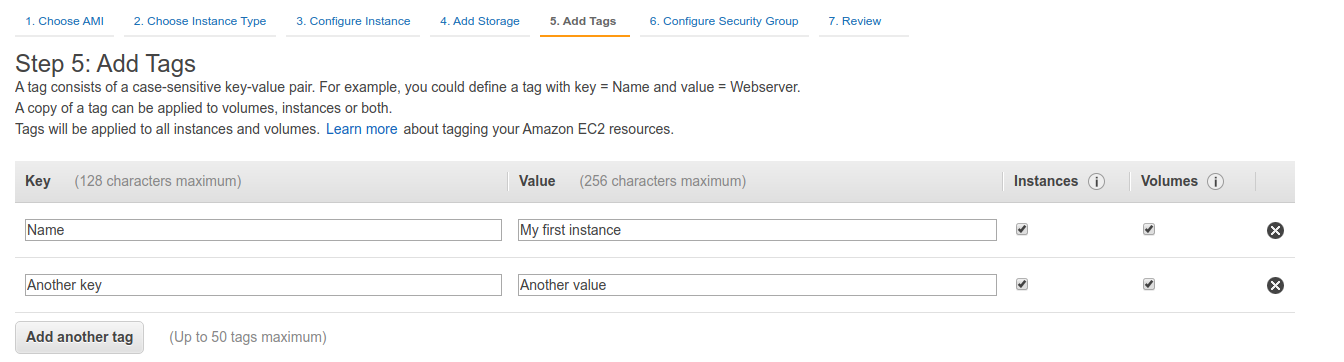 1. Choose AMI 2. Choose Instance Type 3. Configure Instance 4. Add Storage 5. Add Tags 6. Configure Security Group 7. Review
Step 5: Add Tags
A tag consists of a case-sensitive key-value pair. For example, you could define a tag with key = Name and value = Webserver.
A copy of a tag can be applied to volumes, instances or both.
Tags will be applied to all instances and volumes. Learn more about tagging your Amazon EC2 resources.
Key (128 characters maximum) Value (256 characters maximum) Instances i Volumes i
Name My first instance
Another key Another value
Add another tag (Up to 50 tags maximum)